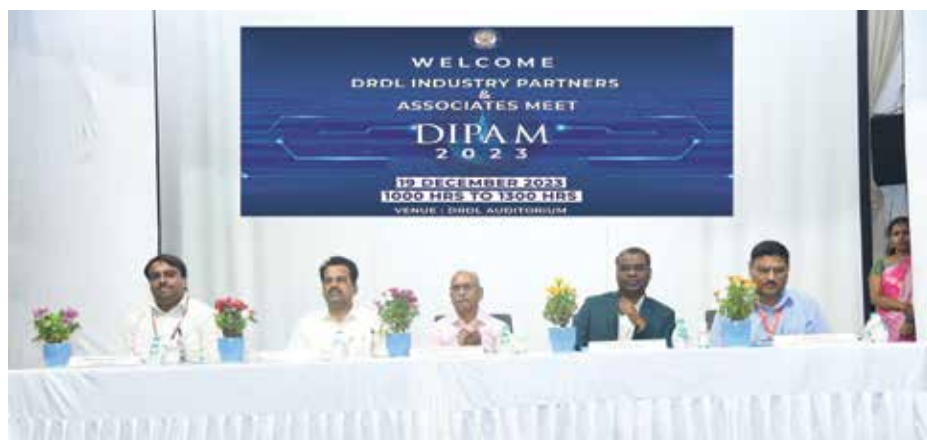 WELCOME
DRDL INDUSTRY PARTNERS
&
ASSOCIATES MEET
DIPAM
2023
19 DECEMBER 2023
1000 HRS TO 1300 HRS
VENUE : DRDL AUDITORIUM